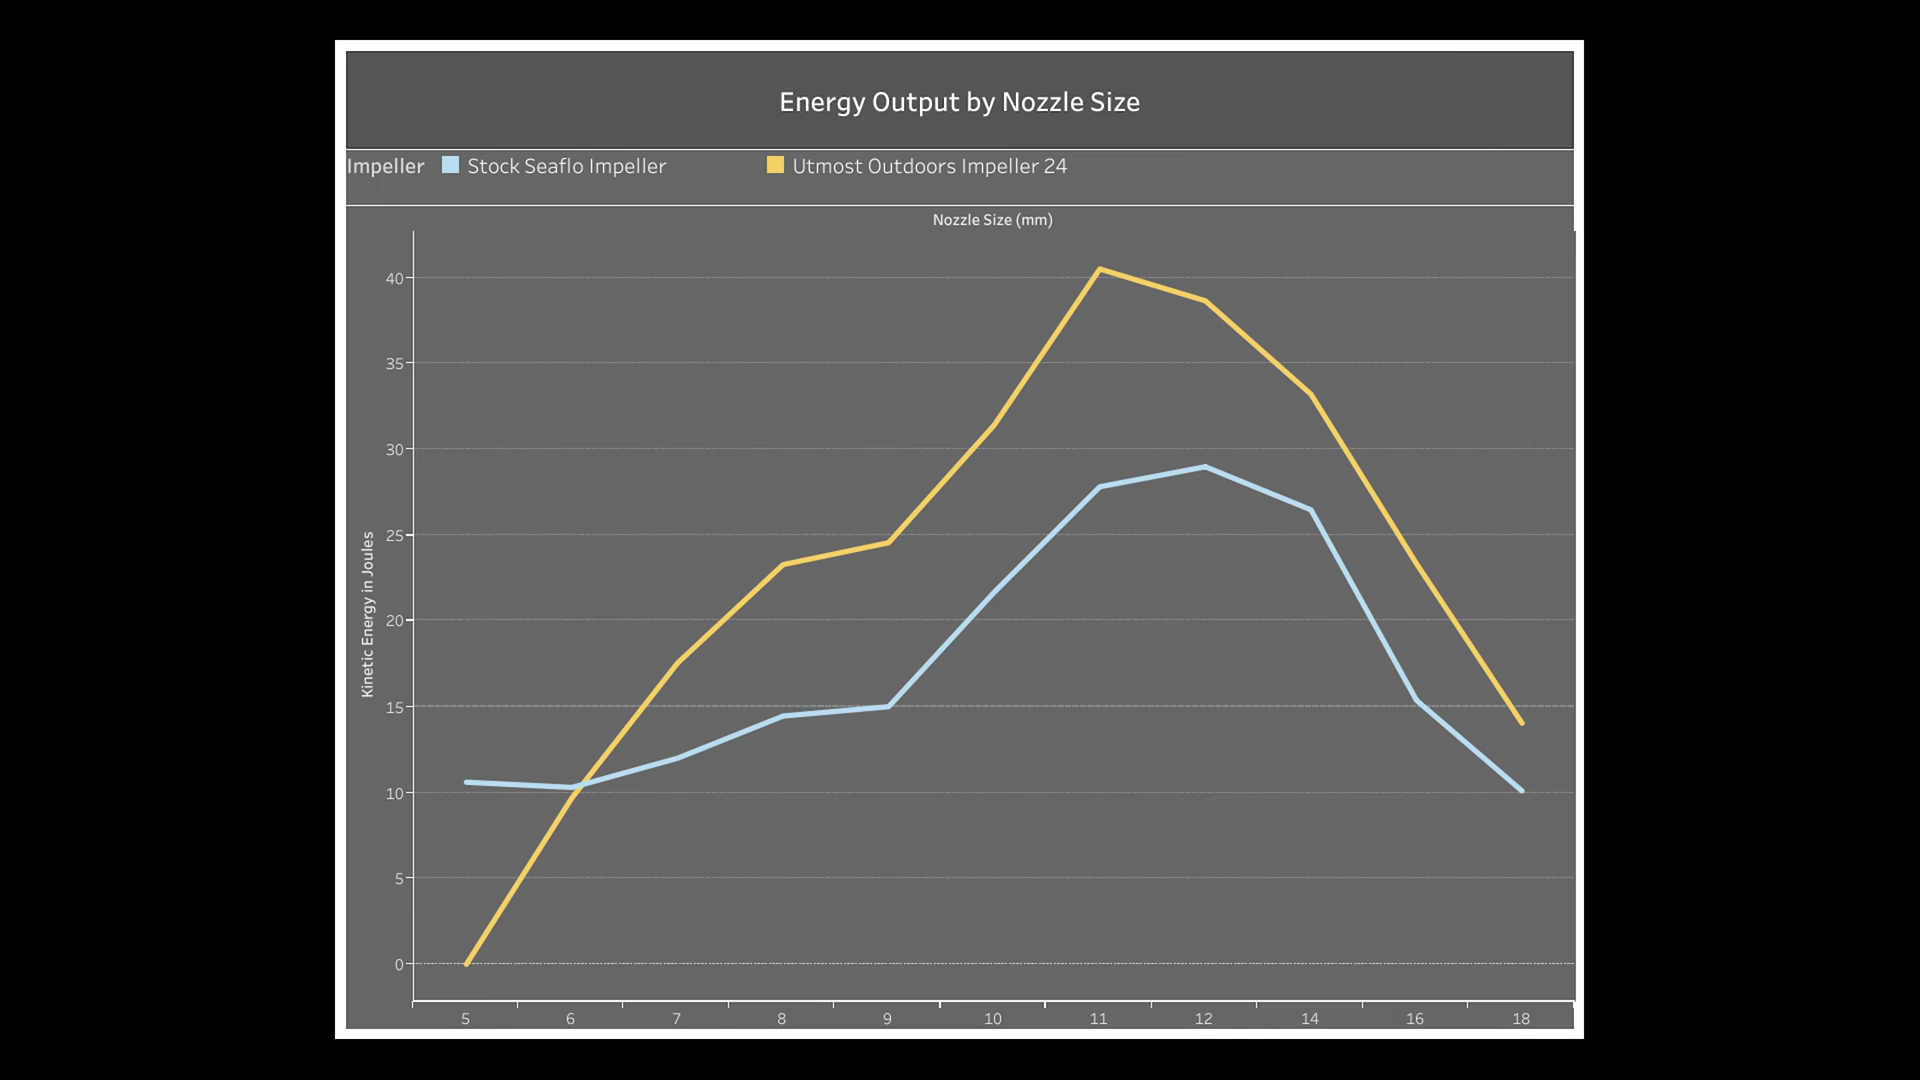 Energy Output by Nozzle Size
Impeller Stock Seaflo Impeller Utmost Outdoors Impeller 24
Nozzle Size (mm)
Kinetic Energy in Joules
40
35
30
25
20
15
10
5
0
5 6 7 8 9 10 11 12 14 16 18